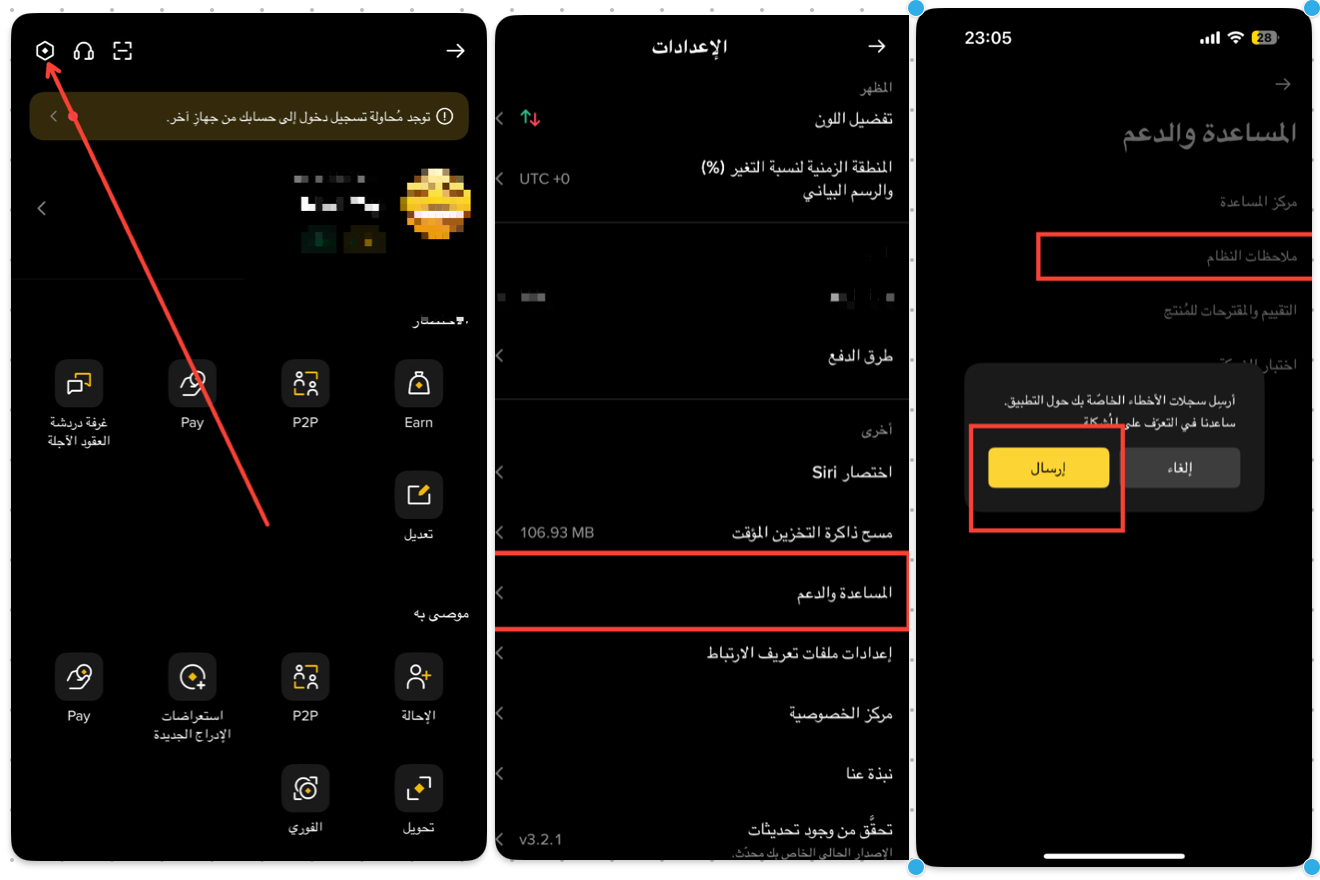 توجد مُحاولة تسجيل دخول إلى حسابك من جهازٍ آخر.
Earn
P2P
Pay
غرفة دردشة
العقود الآجلة
تعديل
موصى به
الإحالة
P2P
استعراضات
الإدراج الجديدة
Pay
تحويل
الفوري
الإعدادات
المظهر
تفضيل اللون
المنطقة الزمنية لنسبة التغير (%)
والرسم البياني
UTC +0
طرق الدفع
أخرى
اختصار Siri
مسح ذاكرة التخزين المؤقت
106.93 MB
المساعدة والدعم
إعدادات ملفات تعريف الارتباط
مركز الخصوصية
نبذة عنا
تحقَّق من وجود تحديثات
v3.2.1
الإصدار الحالي الخاص بك محدّث.
23:05
28
المساعدة والدعم
مركز المساعدة
ملاحظات النظام
التقييم والمقترحات للمُنتج
اختبار
أرسِل سجلات الأخطاء الخاصّة بك حول التطبيق.
ساعدنا في التعرّف على المُشكلة
إلغاء
إرسال